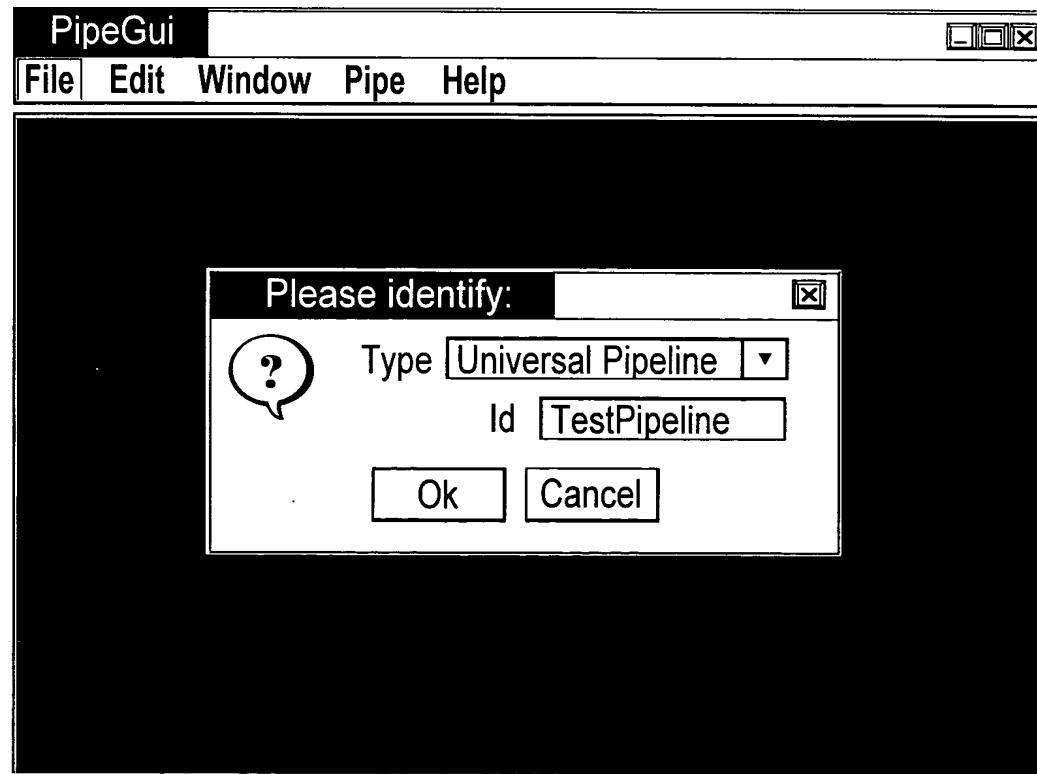 PipeGui
File Edit Window Pipe Help
Please identify:
?
Type Universal Pipeline
Id TestPipeline
Ok Cancel